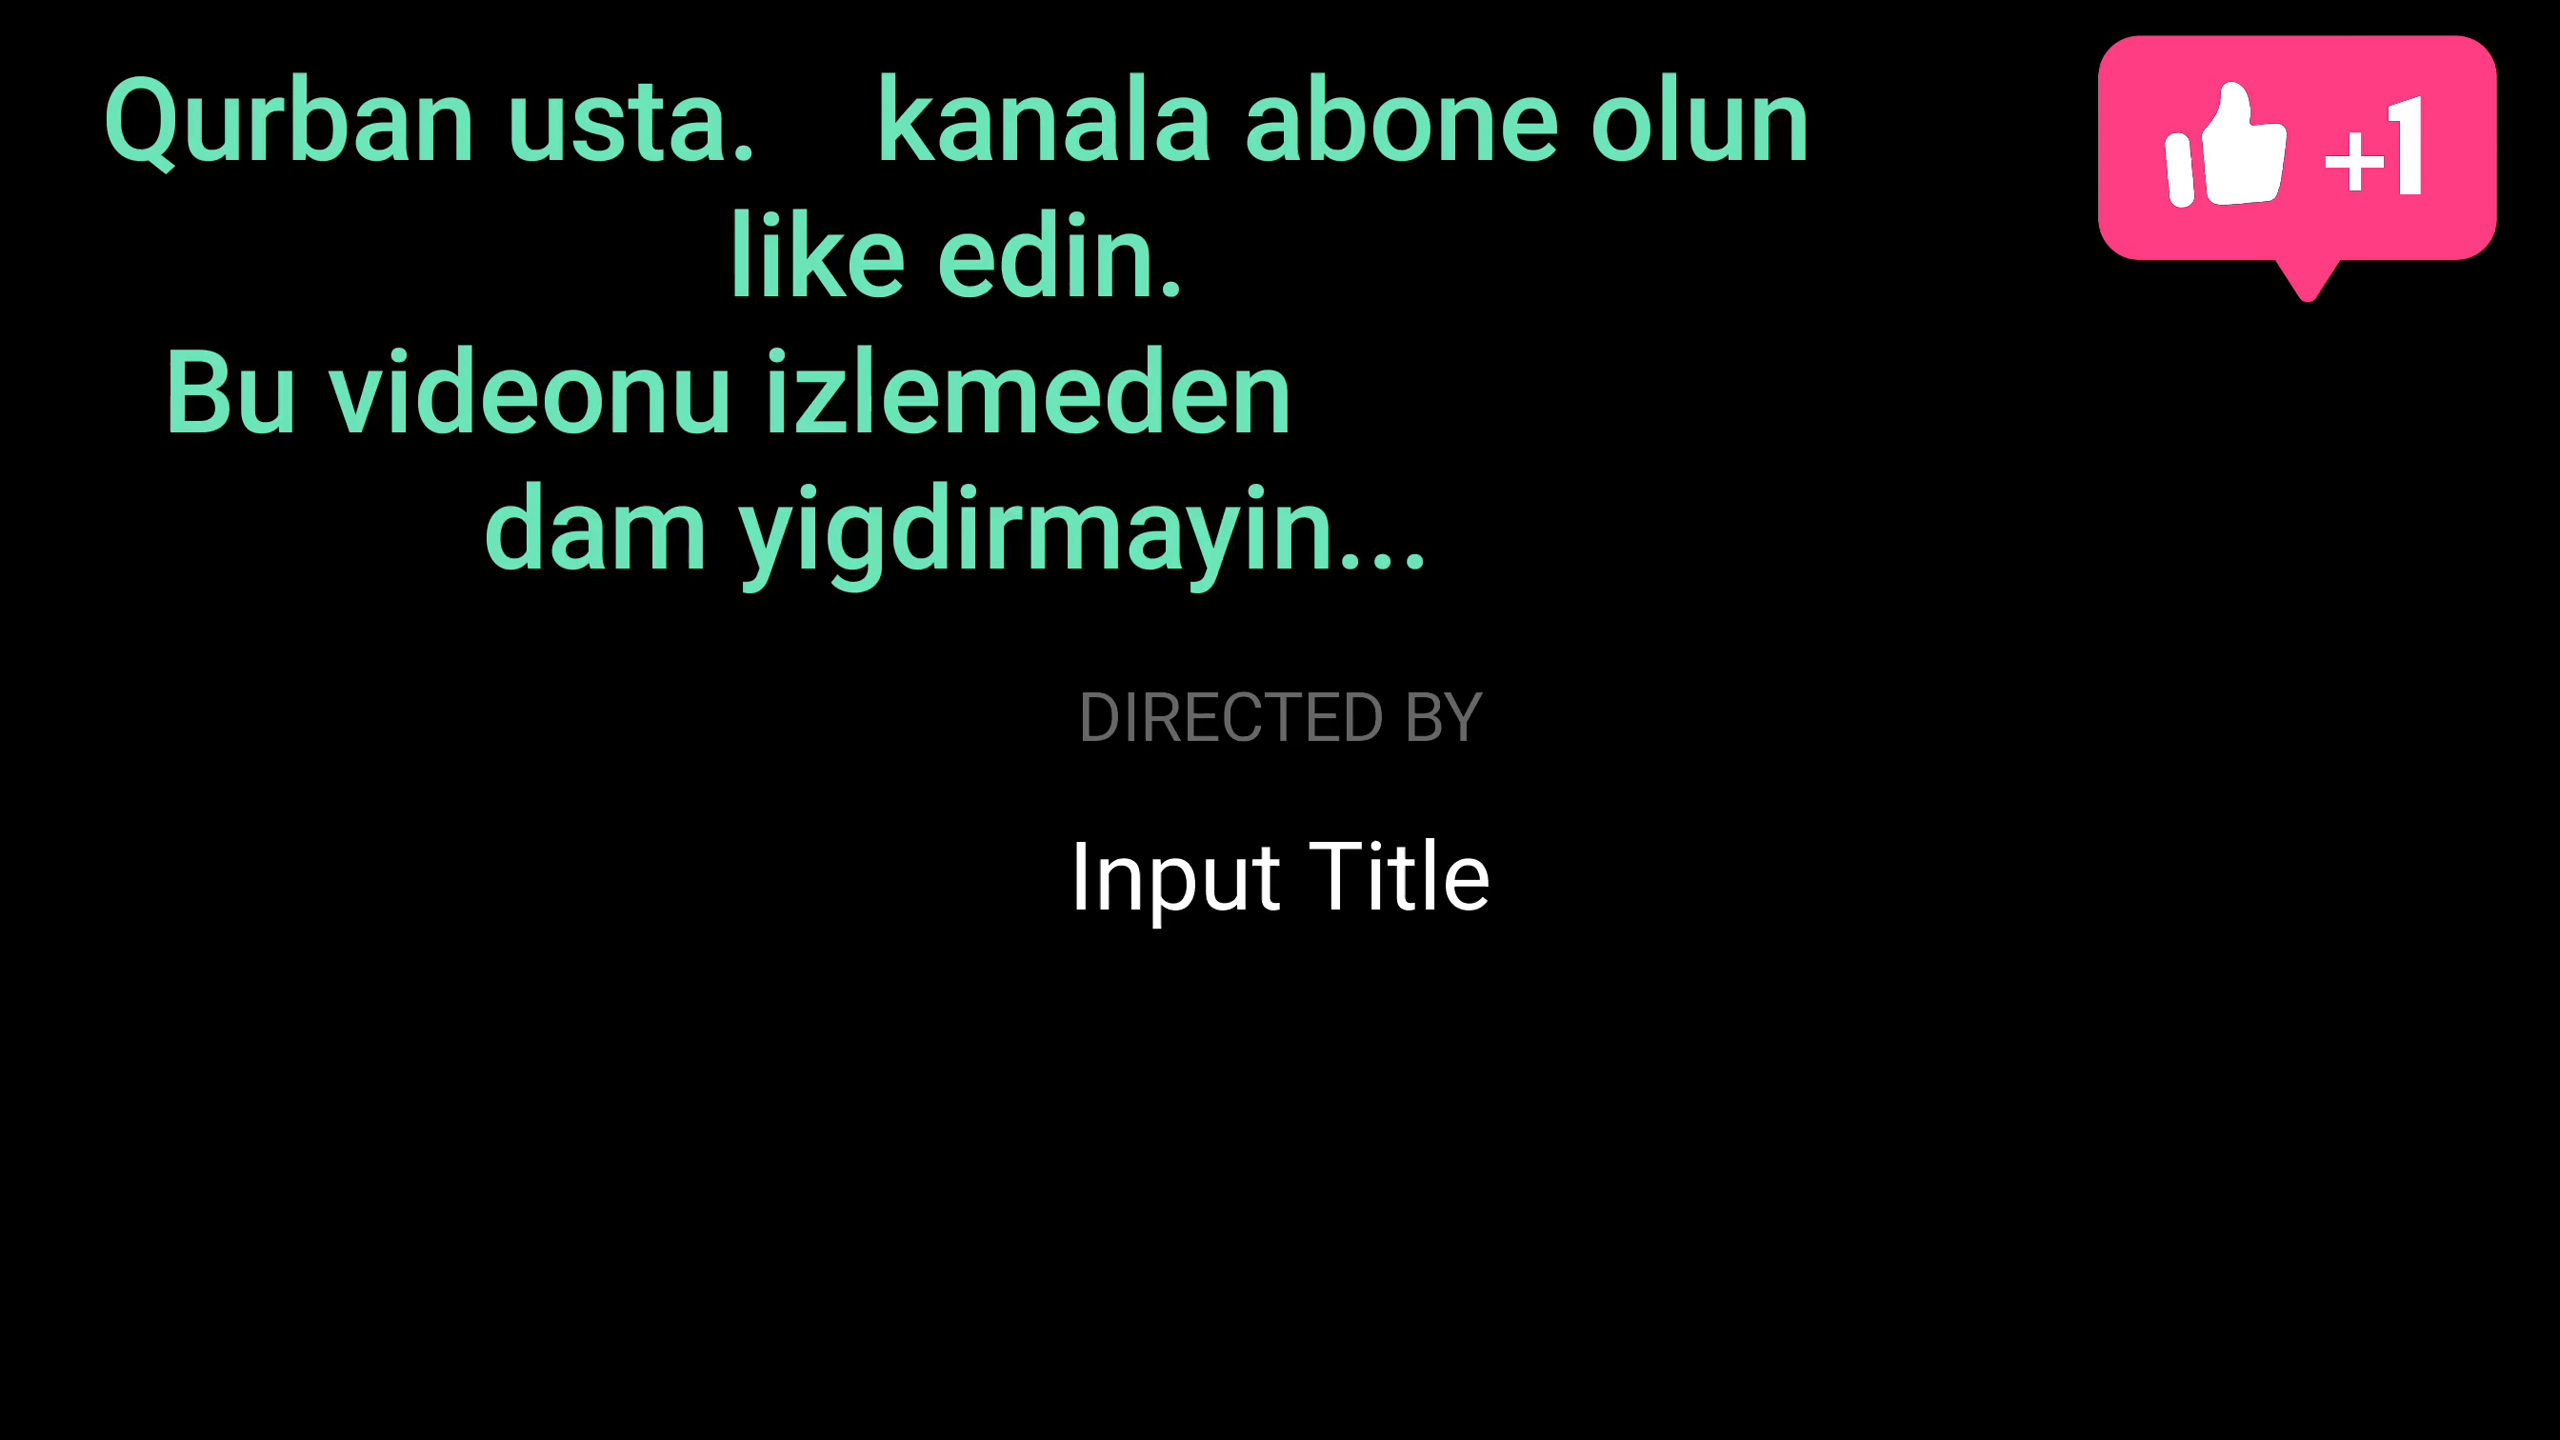 Qurban usta.   kanala abone olun
like edin.
Bu videonu izlemeden
dam yigdirmayin...
+1
DIRECTED BY
Input Title